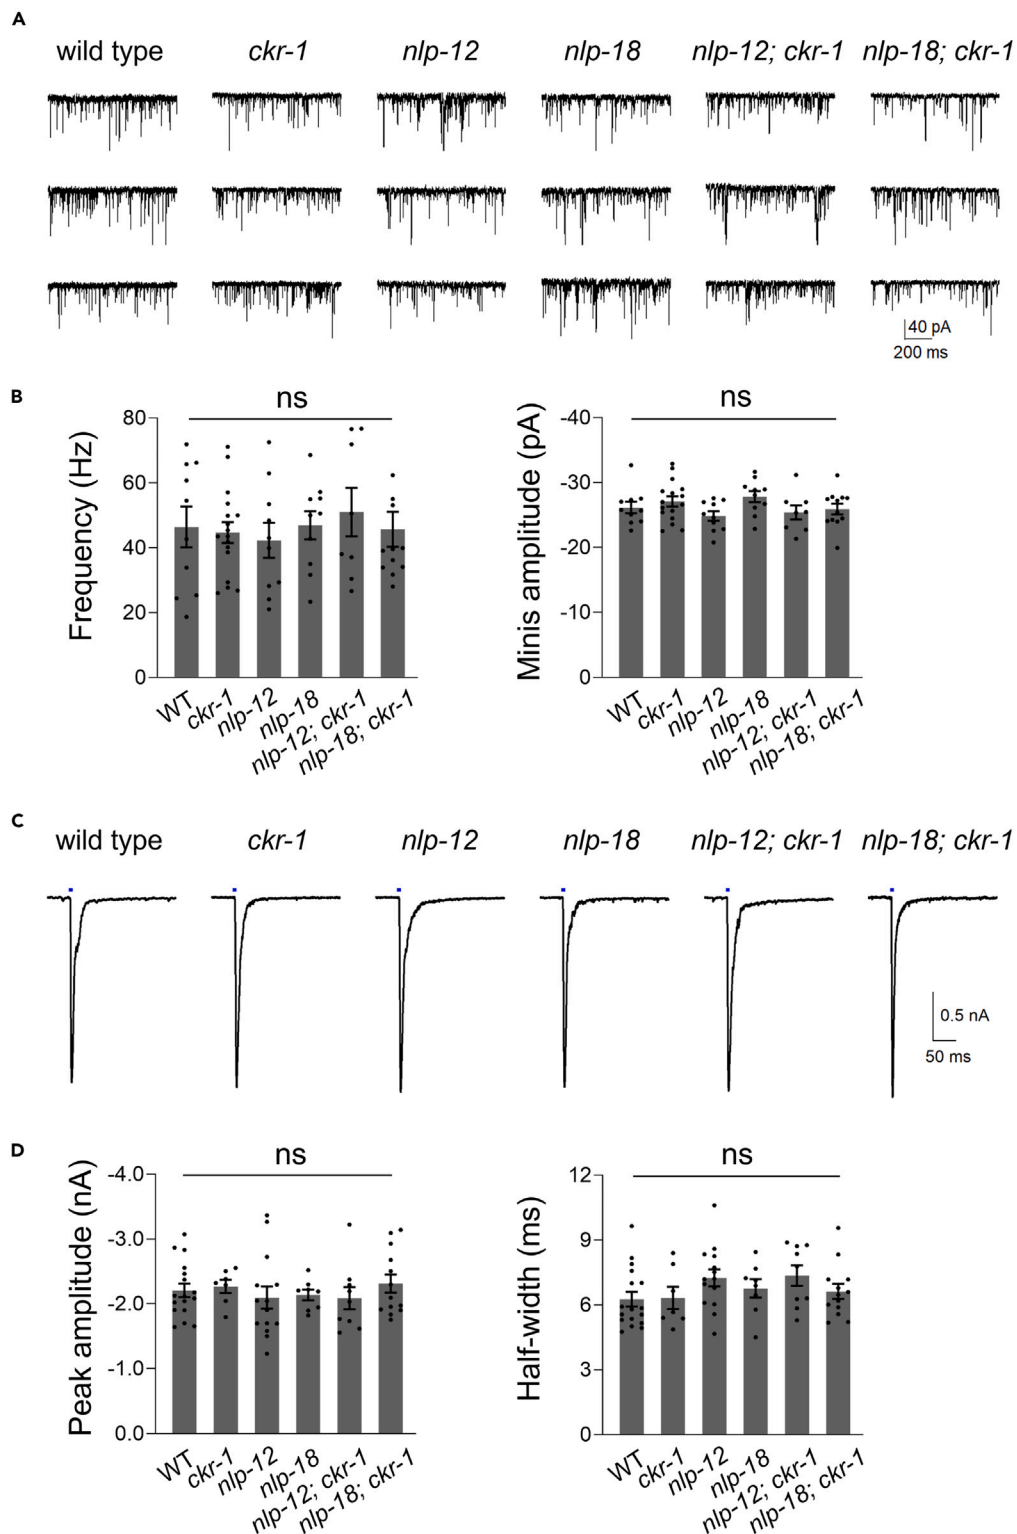 A
wild type ckr-1 nlp-12 nlp-18 nlp-12; ckr-1 nlp-18; ckr-1
40 pA
200 ms
B
ns
Frequency (Hz)
80
60
40
20
0
WT ckr-1 nlp-12 nlp-18 nlp-12; ckr-1 nlp-18; ckr-1
ns
Minis amplitude (pA)
-40
-30
-20
-10
0
WT ckr-1 nlp-12 nlp-18 nlp-12; ckr-1 nlp-18; ckr-1
C
wild type ckr-1 nlp-12 nlp-18 nlp-12; ckr-1 nlp-18; ckr-1
0.5 nA
50 ms
D
ns
Peak amplitude (nA)
-4.0
-3.0
-2.0
-1.0
0.0
WT ckr-1 nlp-12 nlp-18 nlp-12; ckr-1 nlp-18; ckr-1
ns
Half-width (ms)
12
9
6
3
0
WT ckr-1 nlp-12 nlp-18 nlp-12; ckr-1 nlp-18; ckr-1